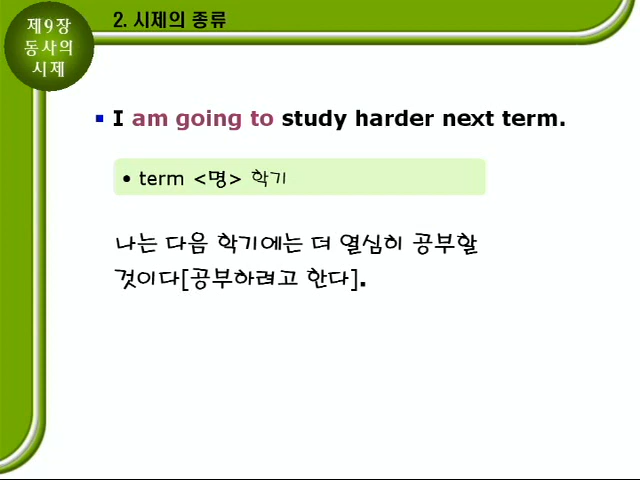 제9장
동사의
시제
2. 시제의 종류
▪ I am going to study harder next term.
• term <명> 학기
나는 다음 학기에는 더 열심히 공부할
것이다[공부하려고 한다].